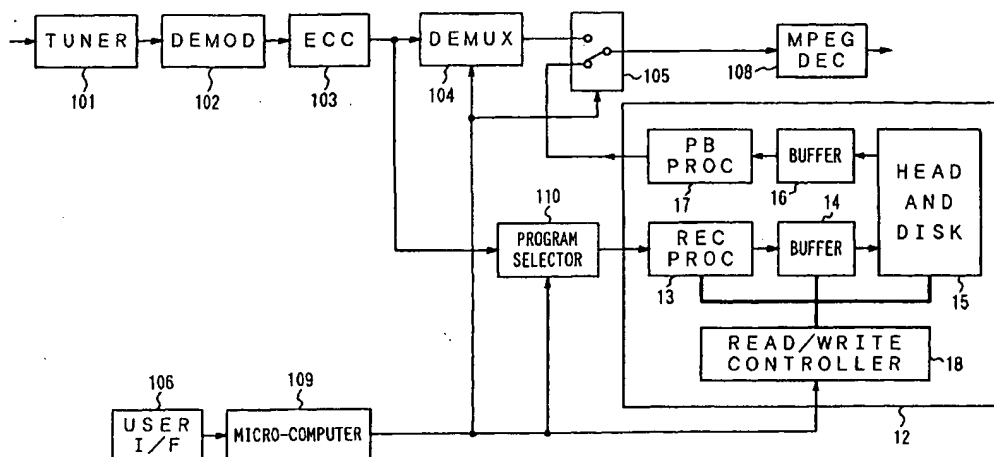 TUNER
101
DEMOD
102
ECC
103
DEMUX
104
105
MPEG
DEC
108
PB
PROC
17
BUFFER
16
HEAD
AND
DISK
15
110
PROGRAM
SELECTOR
REC
PROC
13
14
BUFFER
READ/WRITE
CONTROLLER
18
12
106
USER
I/F
109
MICRO-COMPUTER